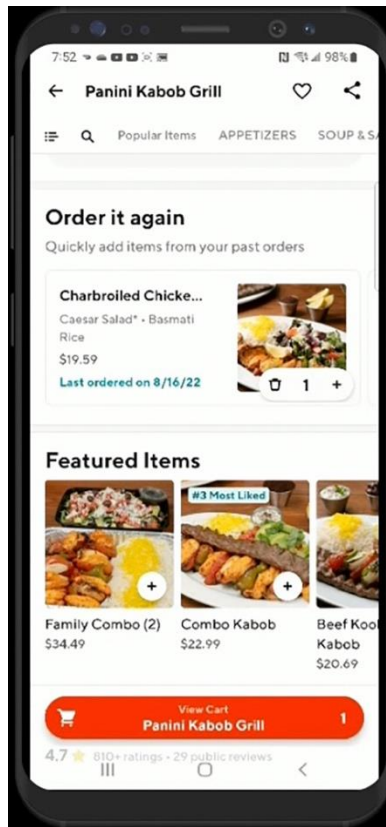 7:52
98%
Panini Kabob Grill
Popular Items APPETIZERS SOUP & SA
Order it again
Quickly add items from your past orders
Charbroiled Chicke...
Caesar Salad* • Basmati
Rice
$19.59
Last ordered on 8/16/22
1
Featured Items
#3 Most Liked
Family Combo (2)
$34.49
Combo Kabob
$22.99
Beef Koo
Kabob
$20.69
View Cart
Panini Kabob Grill
1
4.7 810+ ratings • 29 public reviews